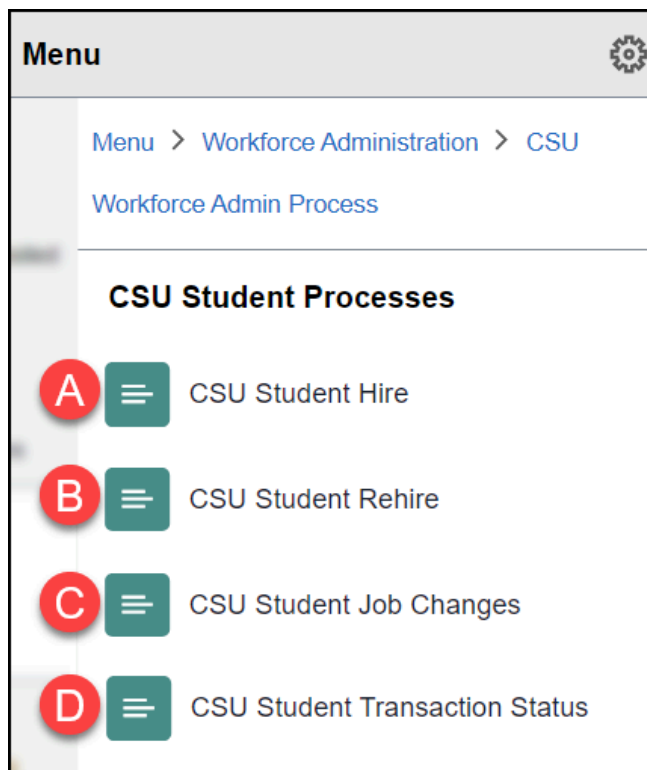 Menu
Menu > Workforce Administration > CSU
Workforce Admin Process
CSU Student Processes
A CSU Student Hire
B CSU Student Rehire
C CSU Student Job Changes
D CSU Student Transaction Status